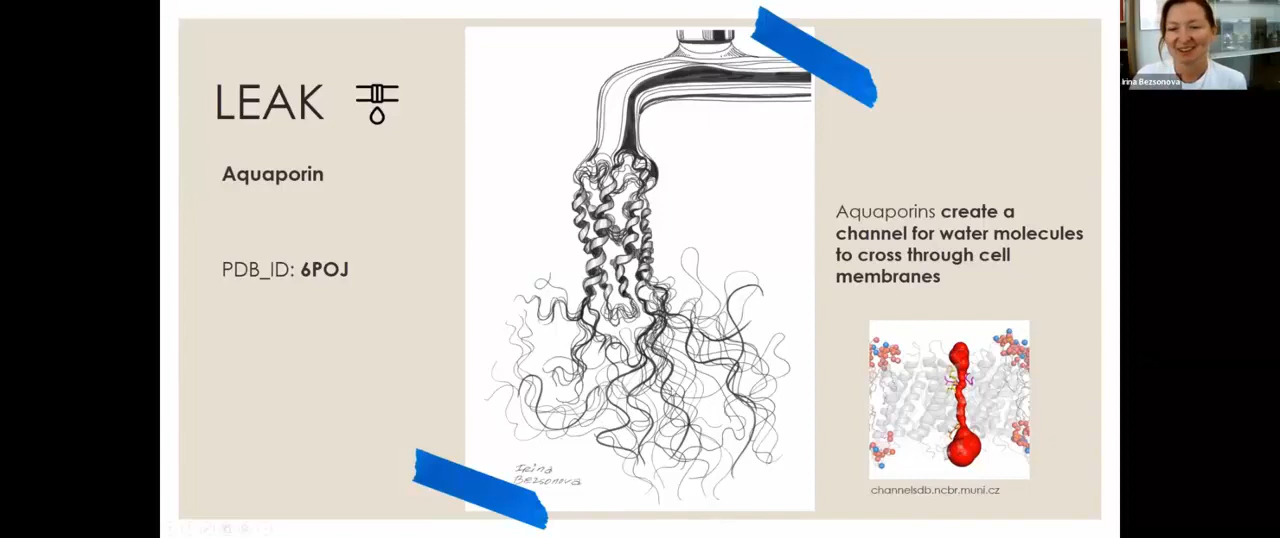 LEAK
Aquaporin
PDB_ID: 6POJ
Irina
Bezsonova
Aquaporins create a
channel for water molecules
to cross through cell
membranes
channelsdb.ncbr.muni.cz
Irina Bezsonova